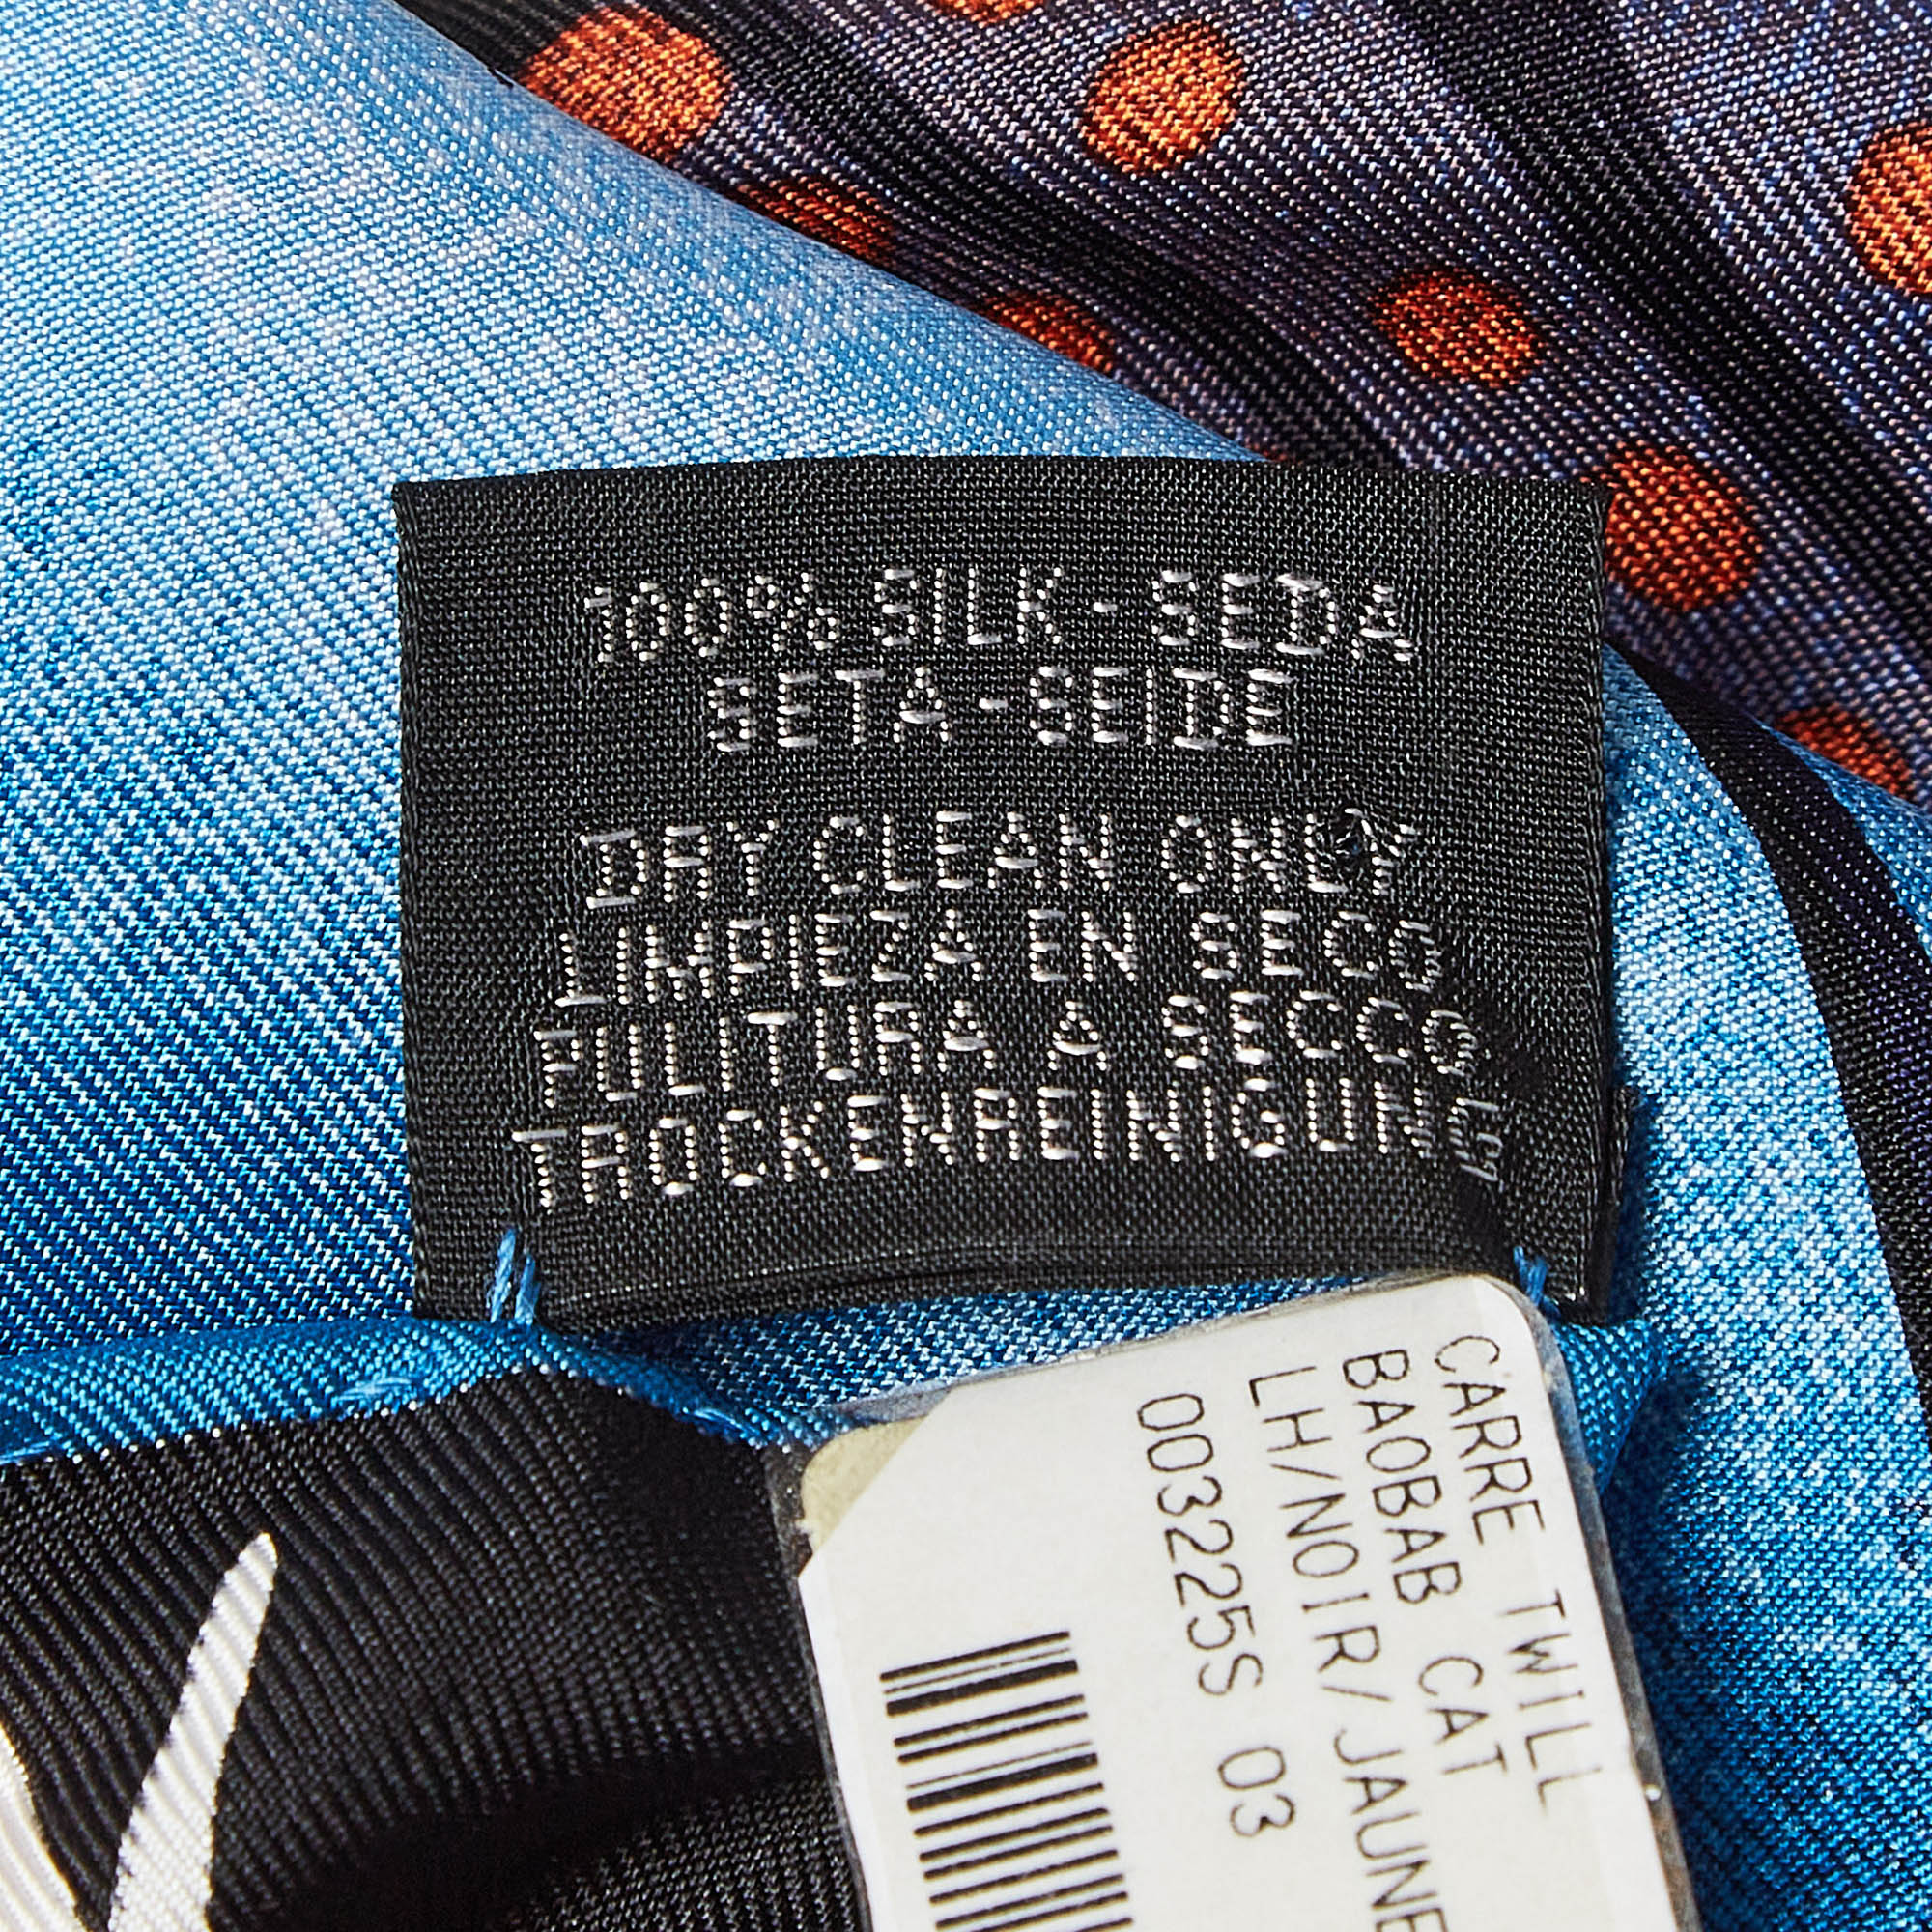 100% SILK - SEDA
SETA - SEIDE
DRY CLEAN ONLY
LIMPIEZA EN SECO
PULITURA A SECCO
TROCKENREINIGUNG
CARRE TWILL
BAOBAB CAT
LH/NOIR/JAUNE
003225S 03